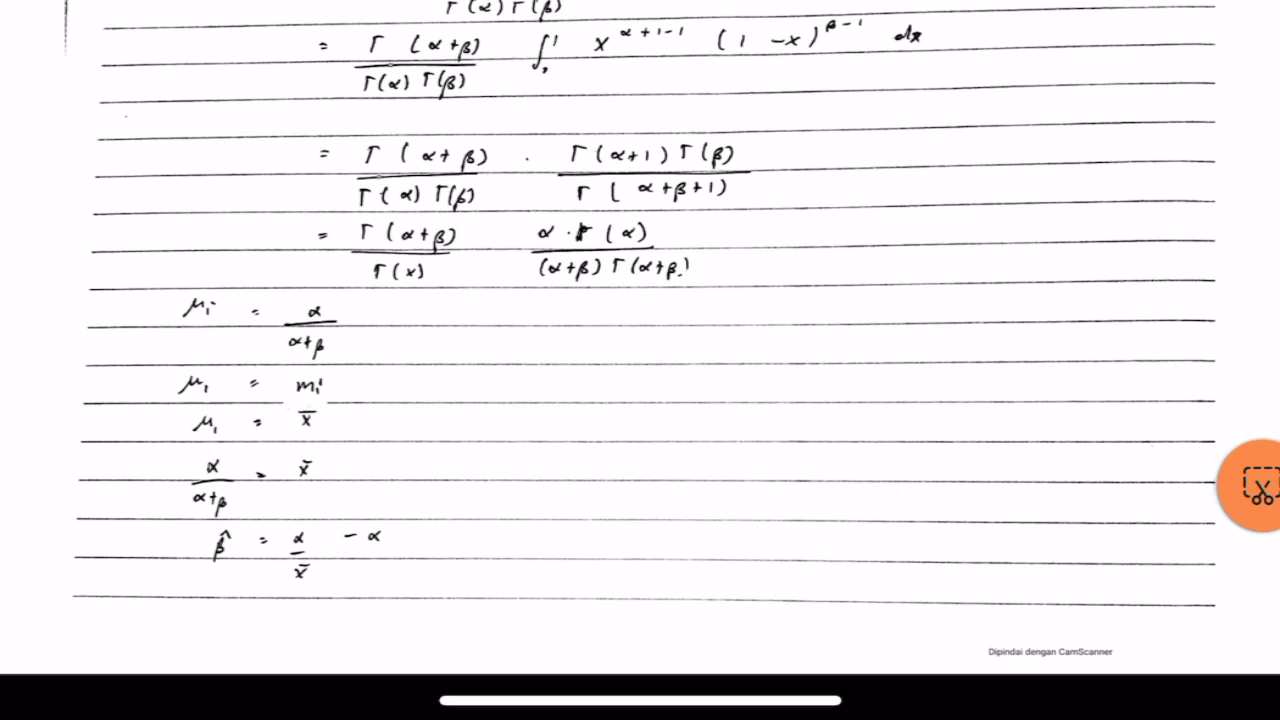 Γ(α) Γ(β)
= Γ (α+β) / Γ(α) Γ(β) ∫₀¹ x^(α+1-1) (1-x)^(β-1) dx
= Γ (α+β) / Γ(α) Γ(β) . Γ(α+1) Γ(β) / Γ (α+β+1)
= Γ (α+β) / Γ(x) α . Γ (α) / (α+β) Γ(α+β)
μ₁ = α / α+β
μ₁ = m₁'
μ₁ = x̄
α / α+β = x̄
β̂ = α / x̄ - α
Dipindai dengan CamScanner